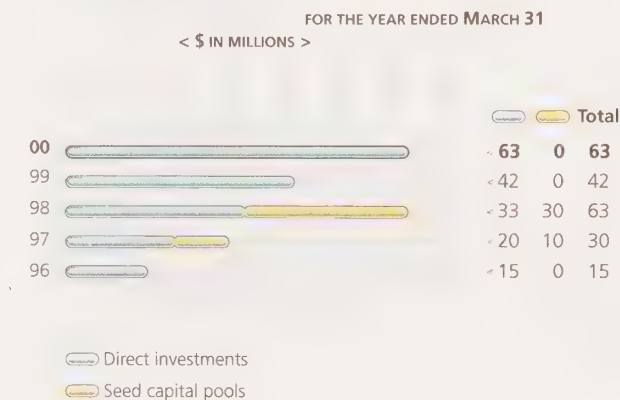 FOR THE YEAR ENDED MARCH 31
< $ IN MILLIONS >
Total
00 < 63 0 63
99 < 42 0 42
98 < 33 30 63
97 < 20 10 30
96 < 15 0 15
Direct investments
Seed capital pools